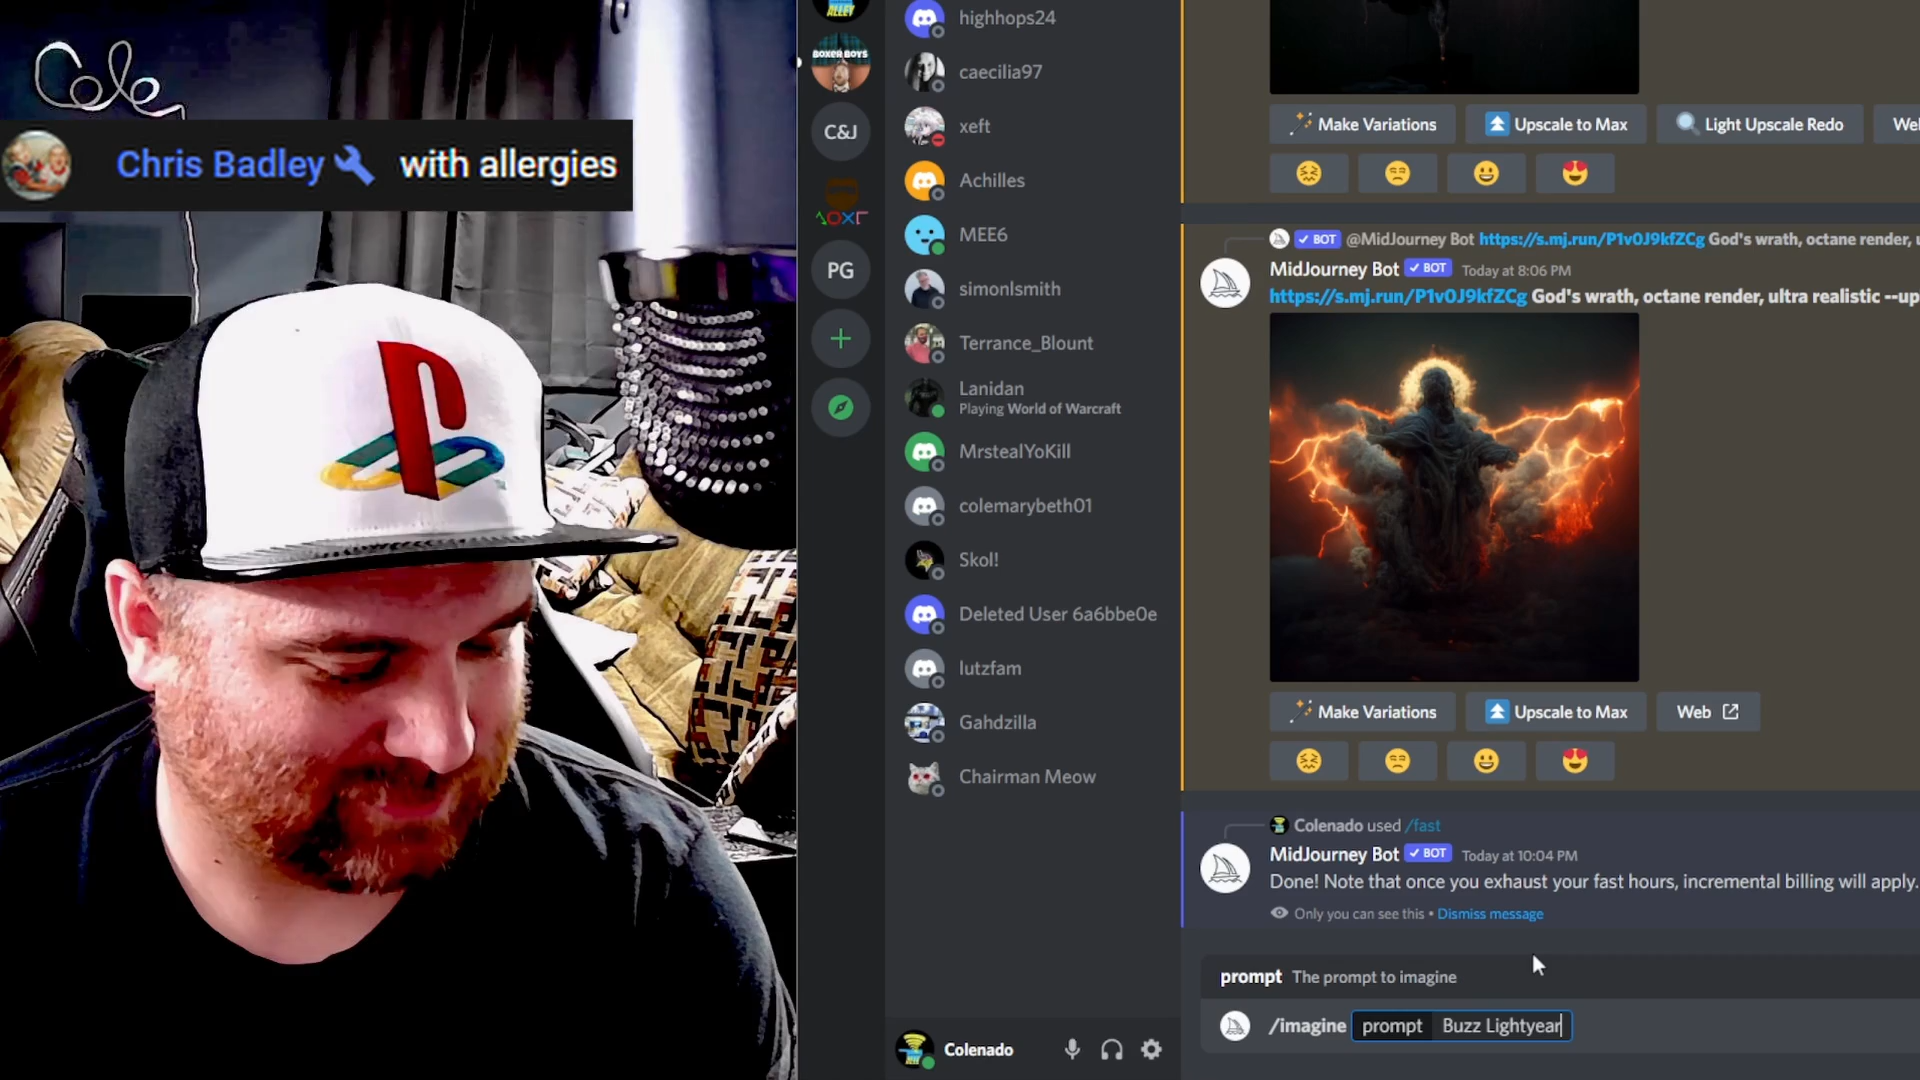 Cole
Chris Badley with allergies
ALLEY
BOXER BOYS
C&J
PG
highhops24
caecilia97
xeft
Achilles
MEE6
simonlsmith
Terrance_Blount
Lanidan
Playing World of Warcraft
MrstealYoKill
colemarybeth01
Skol!
Deleted User 6a6bbe0e
lutzfam
Gahdzilla
Chairman Meow
Colenado
Make Variations
Upscale to Max
Light Upscale Redo
BOT @MidJourney Bot https://s.mj.run/P1v0J9kfZCg God's wrath, octane render,
MidJourney Bot BOT Today at 8:06 PM
https://s.mj.run/P1v0J9kfZCg God's wrath, octane render, ultra realistic --up
Make Variations
Upscale to Max
Web
Colenado used /fast
MidJourney Bot BOT Today at 10:04 PM
Done! Note that once you exhaust your fast hours, incremental billing will apply.
Only you can see this • Dismiss message
prompt The prompt to imagine
/imagine prompt Buzz Lightyear